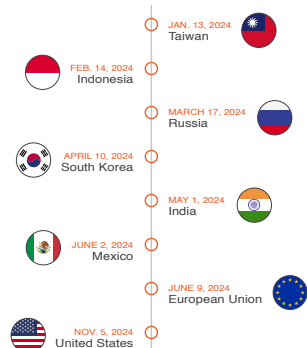 JAN. 13, 2024
Taiwan
FEB. 14, 2024
Indonesia
MARCH 17, 2024
Russia
APRIL 10, 2024
South Korea
MAY 1, 2024
India
JUNE 2, 2024
Mexico
JUNE 9, 2024
European Union
NOV. 5, 2024
United States